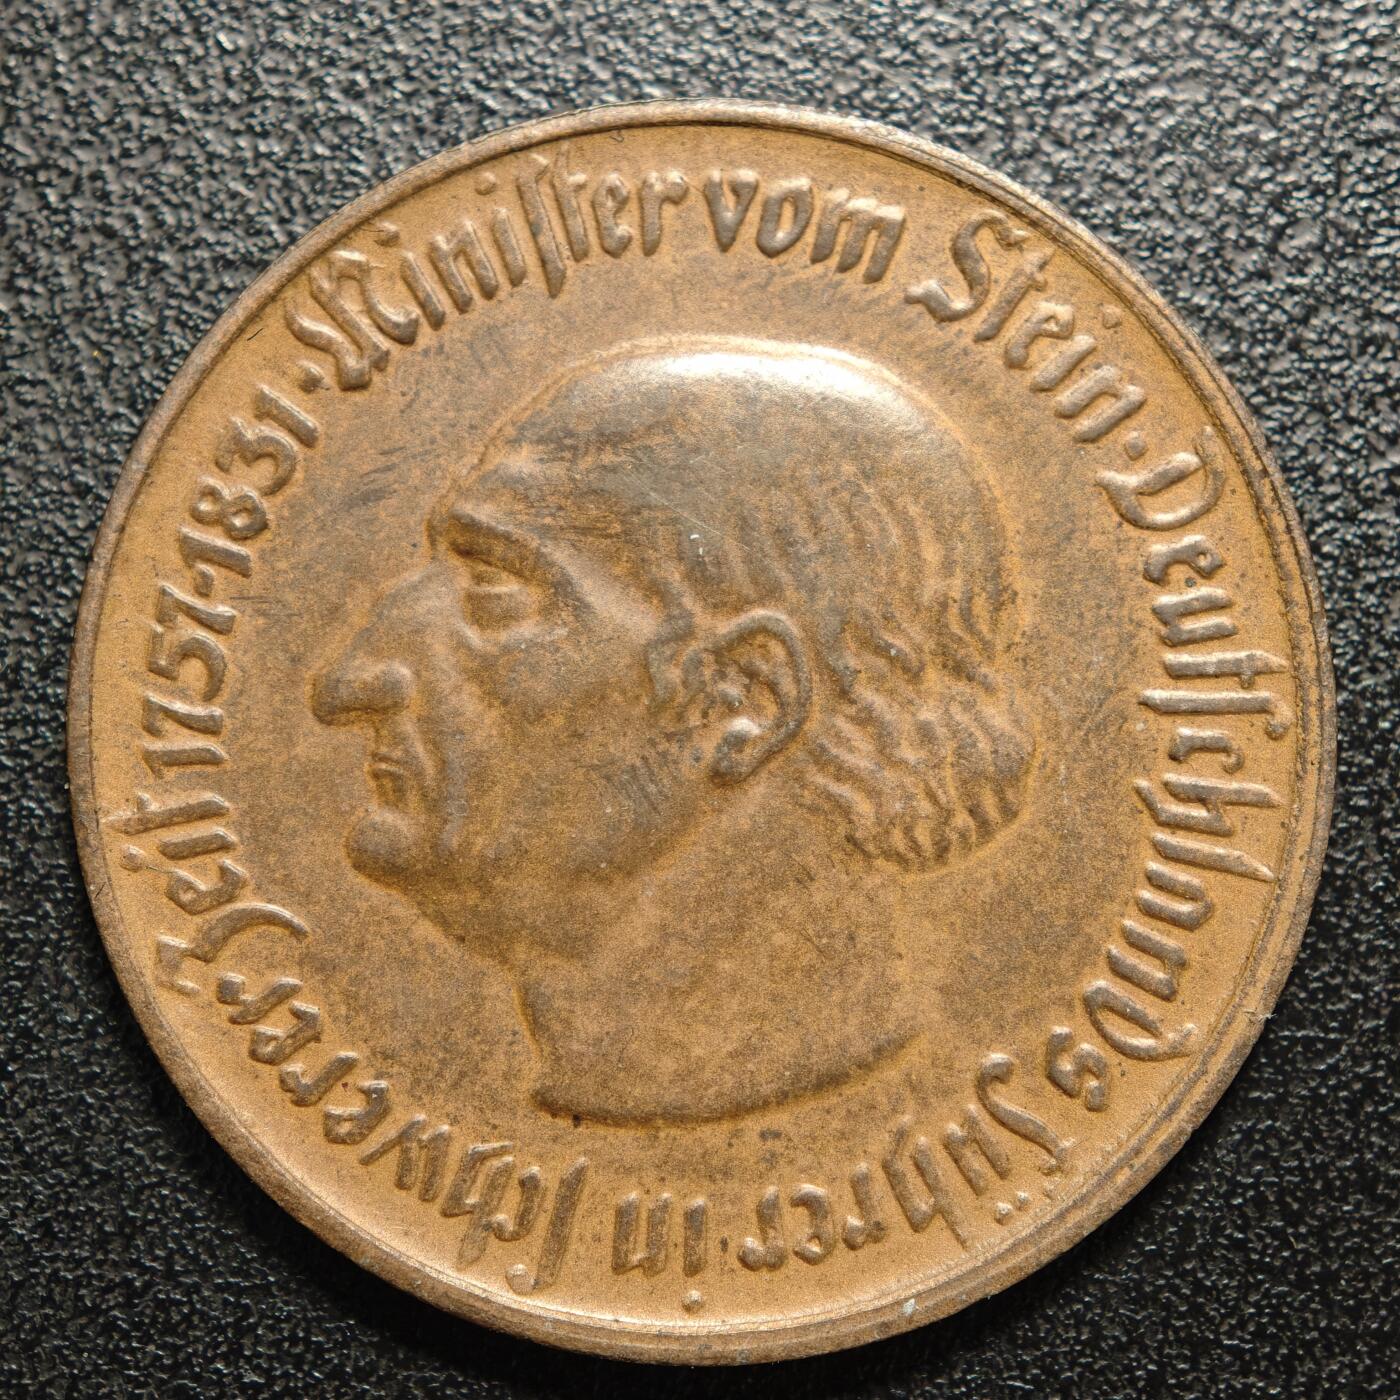 Minister vom Stein · Deutschlands Führer in schwerer Zeit 1757·1831 ·